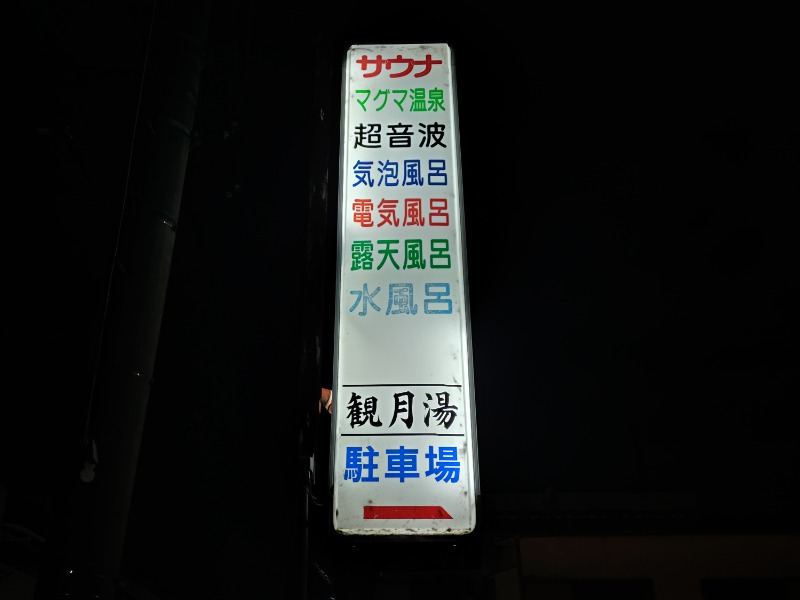 サウナ
マグマ温泉
超音波
気泡風呂
電気風呂
露天風呂
水風呂
観月湯
駐車場